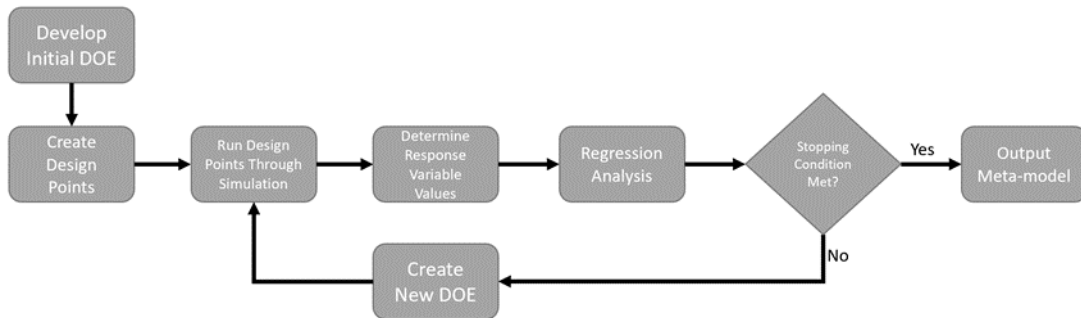 Develop
Initial DOE
Create
Design
Points
Run Design
Points Through
Simulation
Determine
Response
Variable
Values
Regression
Analysis
Stopping
Condition
Met?
Yes
Output
Meta-model
No
Create
New DOE